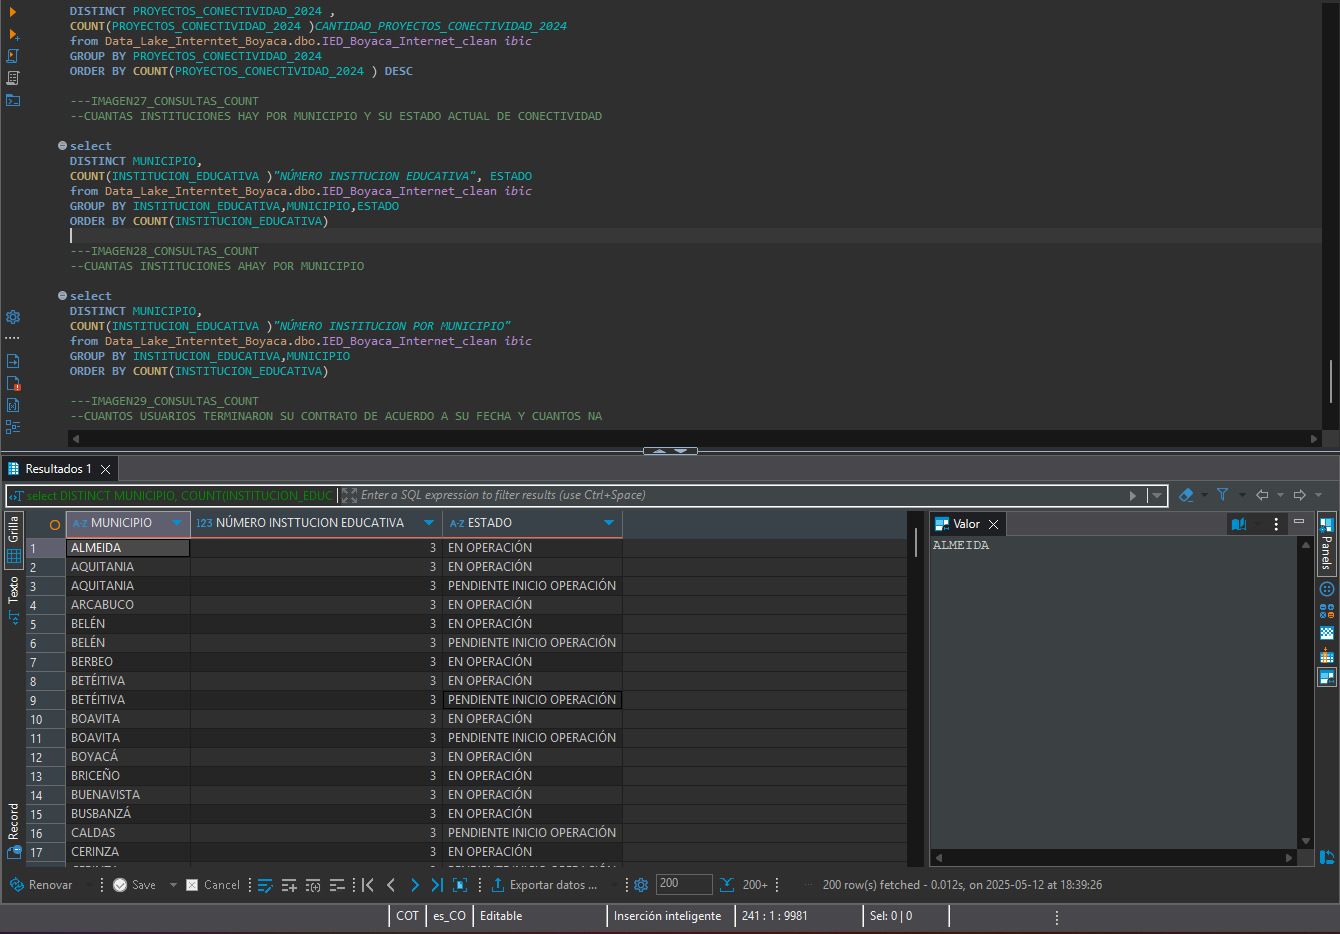 DISTINCT PROYECTOS_CONECTIVIDAD_2024 ,
COUNT(PROYECTOS_CONECTIVIDAD_2024 )CANTIDAD_PROYECTOS_CONECTIVIDAD_2024
from Data_Lake_Interntet_Boyaca.dbo.IED_Boyaca_Internet_clean ibic
GROUP BY PROYECTOS_CONECTIVIDAD_2024
ORDER BY COUNT(PROYECTOS_CONECTIVIDAD_2024 ) DESC
---IMAGEN27_CONSULTAS_COUNT
--CUANTAS INSTITUCIONES HAY POR MUNICIPIO Y SU ESTADO ACTUAL DE CONECTIVIDAD
select
DISTINCT MUNICIPIO,
COUNT(INSTITUCION_EDUCATIVA )"NÚMERO INSTTUCION EDUCATIVA", ESTADO
from Data_Lake_Interntet_Boyaca.dbo.IED_Boyaca_Internet_clean ibic
GROUP BY INSTITUCION_EDUCATIVA,MUNICIPIO,ESTADO
ORDER BY COUNT(INSTITUCION_EDUCATIVA)
---IMAGEN28_CONSULTAS_COUNT
--CUANTAS INSTITUCIONES AHAY POR MUNICIPIO
select
DISTINCT MUNICIPIO,
COUNT(INSTITUCION_EDUCATIVA )"NÚMERO INSTITUCION POR MUNICIPIO"
from Data_Lake_Interntet_Boyaca.dbo.IED_Boyaca_Internet_clean ibic
GROUP BY INSTITUCION_EDUCATIVA,MUNICIPIO
ORDER BY COUNT(INSTITUCION_EDUCATIVA)
---IMAGEN29_CONSULTAS_COUNT
--CUANTOS USUARIOS TERMINARON SU CONTRATO DE ACUERDO A SU FECHA Y CUANTOS NA
Resultados 1
select DISTINCT MUNICIPIO, COUNT(INSTITUCION_EDUC Enter a SQL expression to filter results (use Ctrl+Space)
Grilla
Texto
Record
A-Z MUNICIPIO 123 NÚMERO INSTTUCION EDUCATIVA A-Z ESTADO
1 ALMEIDA 3 EN OPERACIÓN
2 AQUITANIA 3 EN OPERACIÓN
3 AQUITANIA 3 PENDIENTE INICIO OPERACIÓN
4 ARCABUCO 3 EN OPERACIÓN
5 BELÉN 3 EN OPERACIÓN
6 BELÉN 3 PENDIENTE INICIO OPERACIÓN
7 BERBEO 3 EN OPERACIÓN
8 BETÉITIVA 3 EN OPERACIÓN
9 BETÉITIVA 3 PENDIENTE INICIO OPERACIÓN
10 BOAVITA 3 EN OPERACIÓN
11 BOAVITA 3 PENDIENTE INICIO OPERACIÓN
12 BOYACÁ 3 EN OPERACIÓN
13 BRICEÑO 3 EN OPERACIÓN
14 BUENAVISTA 3 EN OPERACIÓN
15 BUSBANZÁ 3 EN OPERACIÓN
16 CALDAS 3 PENDIENTE INICIO OPERACIÓN
17 CERINZA 3 EN OPERACIÓN
Valor
ALMEIDA
Panels
Renovar Save Cancel Exportar datos ... 200 200+ 200 row(s) fetched - 0.012s, on 2025-05-12 at 18:39:26
COT es_CO Editable Inserción inteligente 241 : 1 : 9981 Sel: 0 | 0